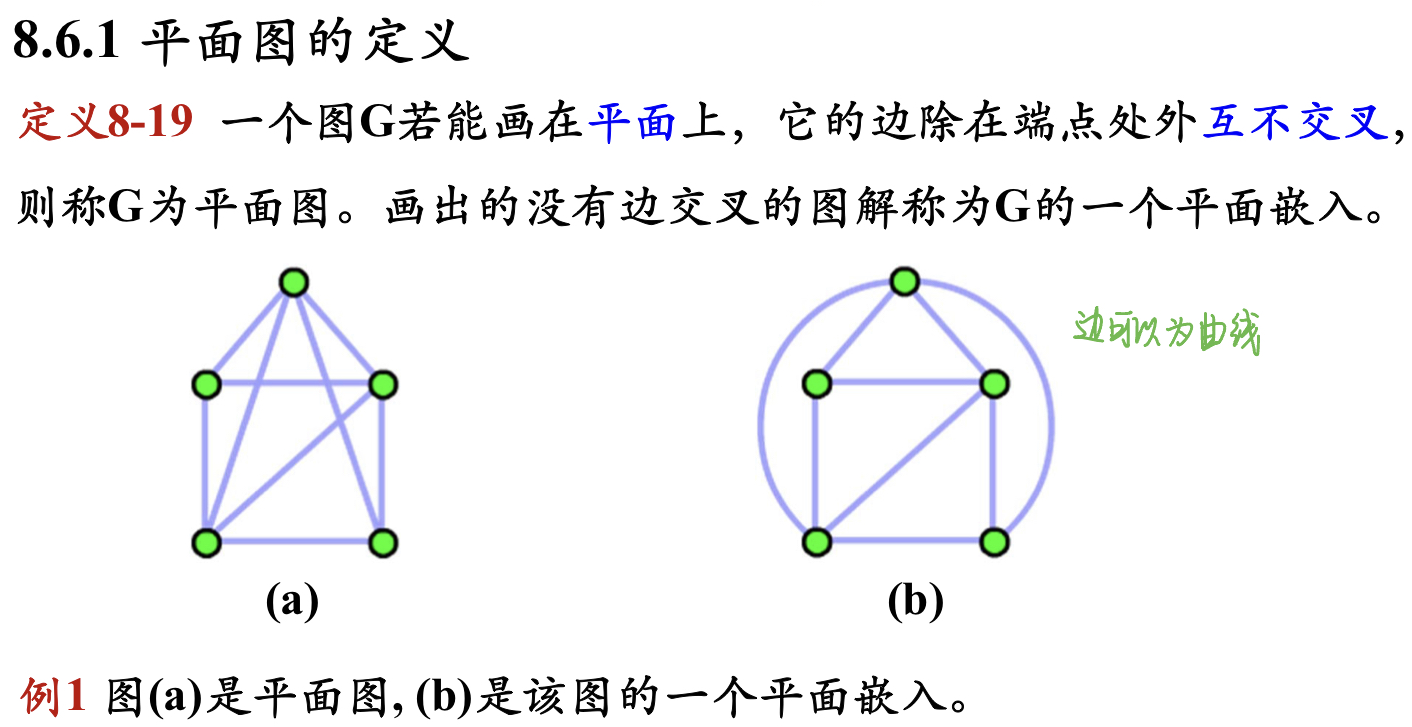 8.6.1 平面图的定义
定义8-19 一个图G若能画在平面上，它的边除在端点处外互不交叉，
则称G为平面图。画出的没有边交叉的图解称为G的一个平面嵌入。
边可以为曲线
(a)
(b)
例1 图(a)是平面图, (b)是该图的一个平面嵌入。